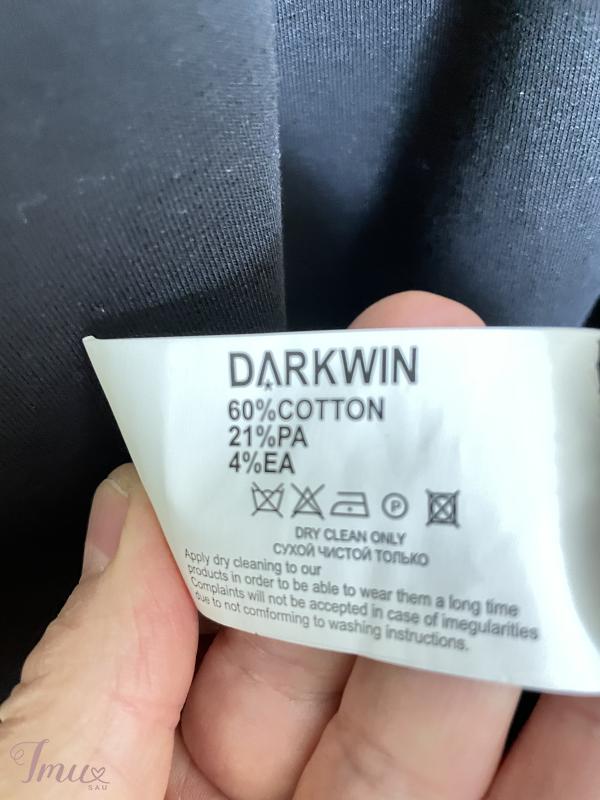 DARKWIN
60%COTTON
21%PA
4%EA
P
DRY CLEAN ONLY
СУХОЙ ЧИСТОЙ ТОЛЬКО
Apply dry cleaning to our
products in order to be able to wear them a long time
Complaints will not be accepted in case of imegularities
due to not comforming to washing instructions.
Imu
SAU